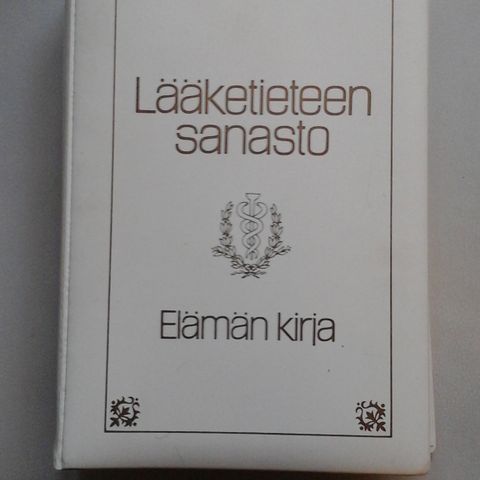 Lääketieteen
sanasto
Elämän kirja